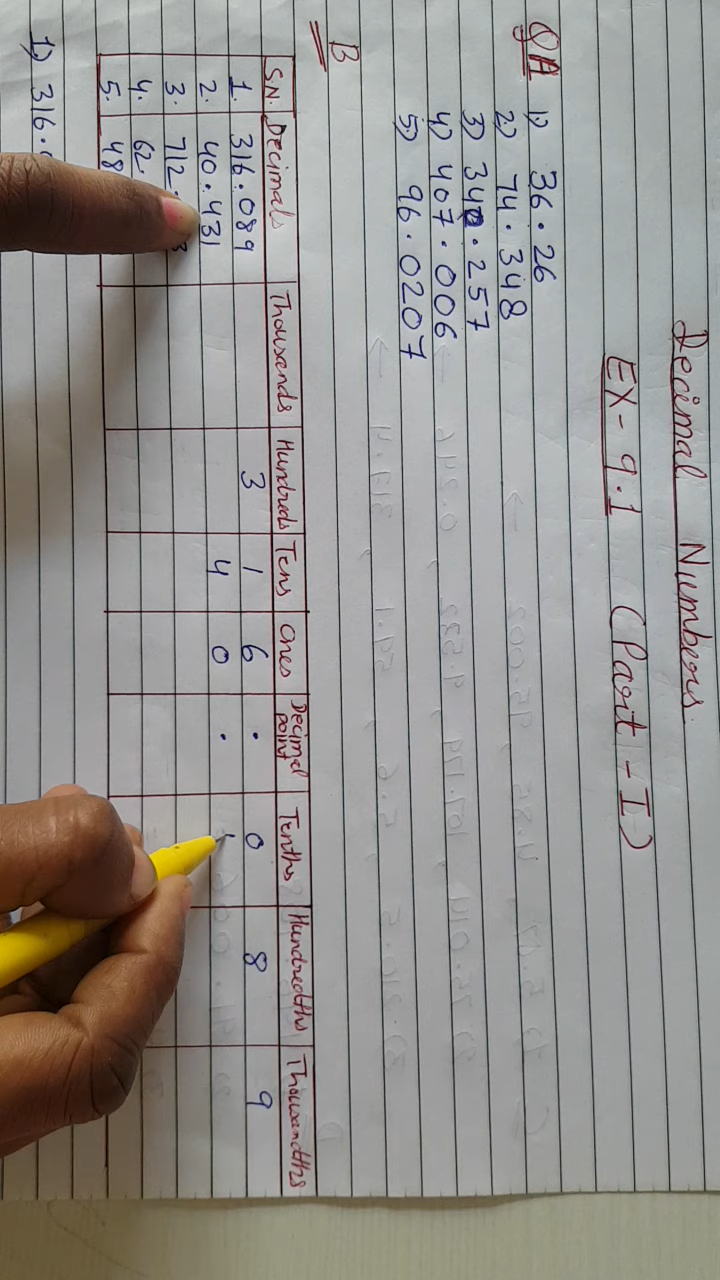 Decimal Numbers.
EX-9.1 (Part-I)
QA 1) 36.26
2) 74.348
3) 340.257
4) 407.006
5) 96.0207
B
S.N. Decimals Thousands Hundreds Tens Ones Decimal point Tenths Hundredths Thousandths
1. 316.089 3 1 6 . 0 8 9
2. 40.431 4 0 .
3. 712.
4. 62.
5. 48
1) 316.